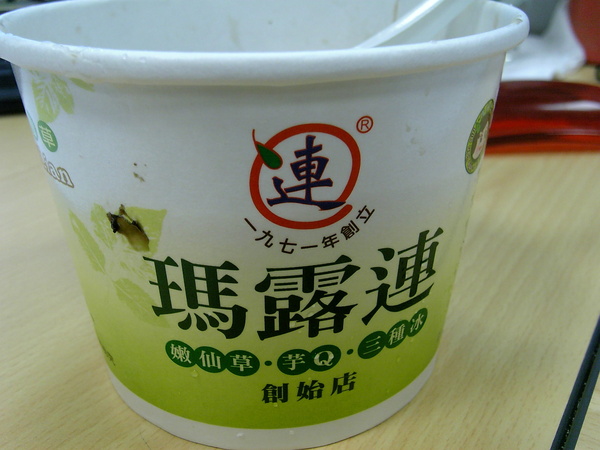 連®
一九七一年創立
瑪露連
嫩仙草·芋Q·三種冰
創始店
草